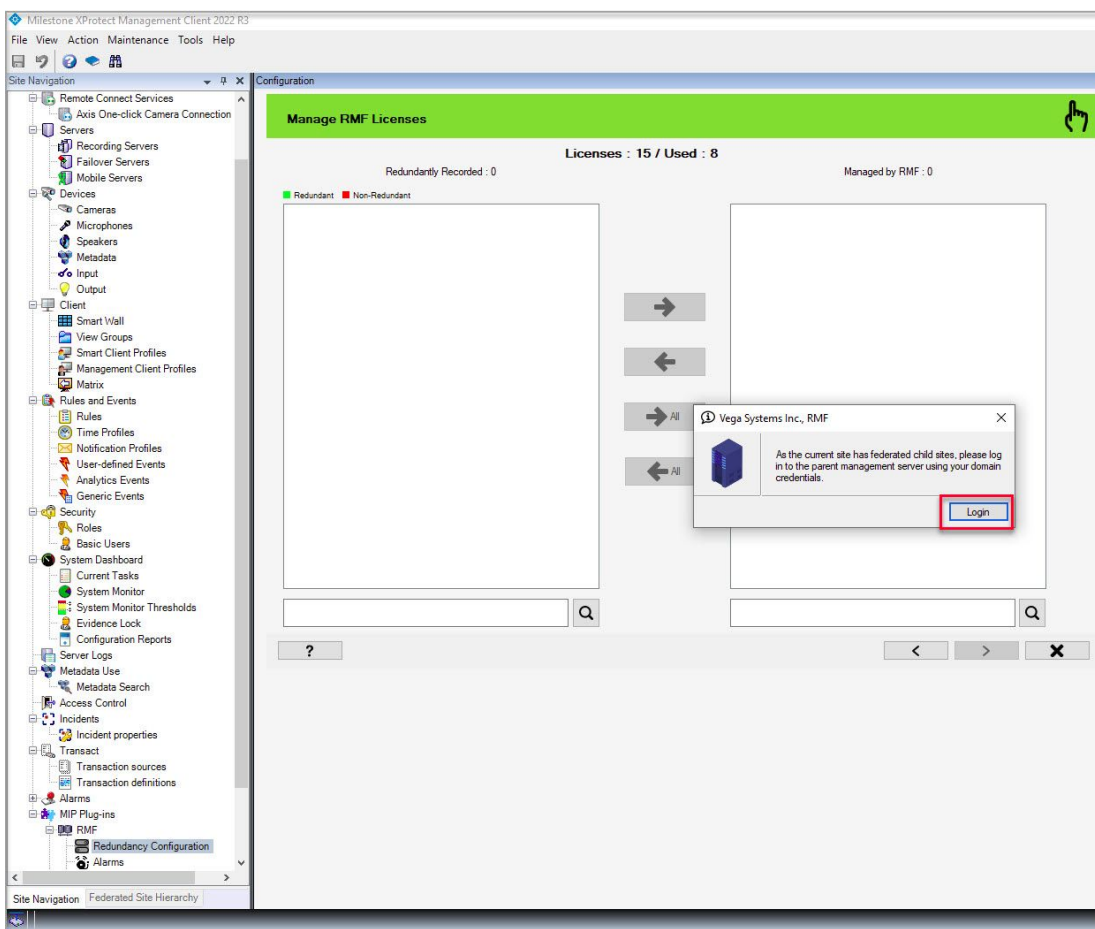 Milestone XProtect Management Client 2022 R3
File View Action Maintenance Tools Help
Site Navigation
Remote Connect Services
Axis One-click Camera Connection
Servers
Recording Servers
Failover Servers
Mobile Servers
Devices
Cameras
Microphones
Speakers
Metadata
Input
Output
Client
Smart Wall
View Groups
Smart Client Profiles
Management Client Profiles
Matrix
Rules and Events
Rules
Time Profiles
Notification Profiles
User-defined Events
Analytics Events
Generic Events
Security
Roles
Basic Users
System Dashboard
Current Tasks
System Monitor
System Monitor Thresholds
Evidence Lock
Configuration Reports
Server Logs
Metadata Use
Metadata Search
Access Control
Incidents
Incident properties
Transact
Transaction sources
Transaction definitions
Alarms
MIP Plug-ins
RMF
Redundancy Configuration
Alarms
Site Navigation Federated Site Hierarchy
Configuration
Manage RMF Licenses
Licenses : 15 / Used : 8
Redundantly Recorded : 0
Managed by RMF : 0
Redundant Non-Redundant
All
All
Vega Systems Inc., RMF
As the current site has federated child sites, please log
in to the parent management server using your domain
credentials.
Login
?